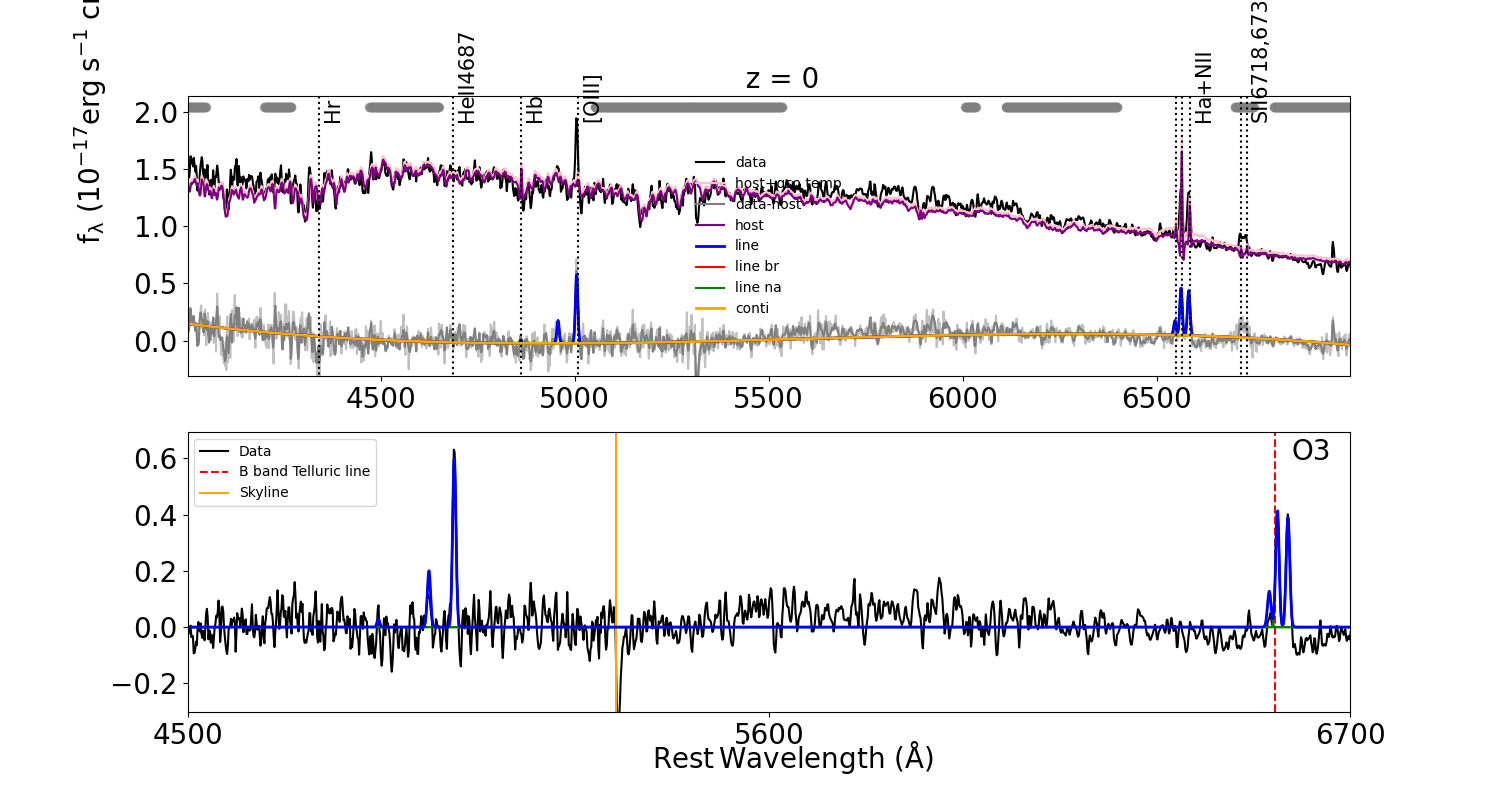 z = 0
fλ (10−17erg s−1 c
Hr
HeII4687
Hb
[OIII]
Ha+NII
SII6718,673
2.0
1.5
1.0
0.5
0.0
data
host+qso temp
data-host
host
line
line br
line na
conti
4500
5000
5500
6000
6500
Data
B band Telluric line
Skyline
O3
0.6
0.4
0.2
0.0
−0.2
4500
5600
6700
Rest Wavelength (Å)